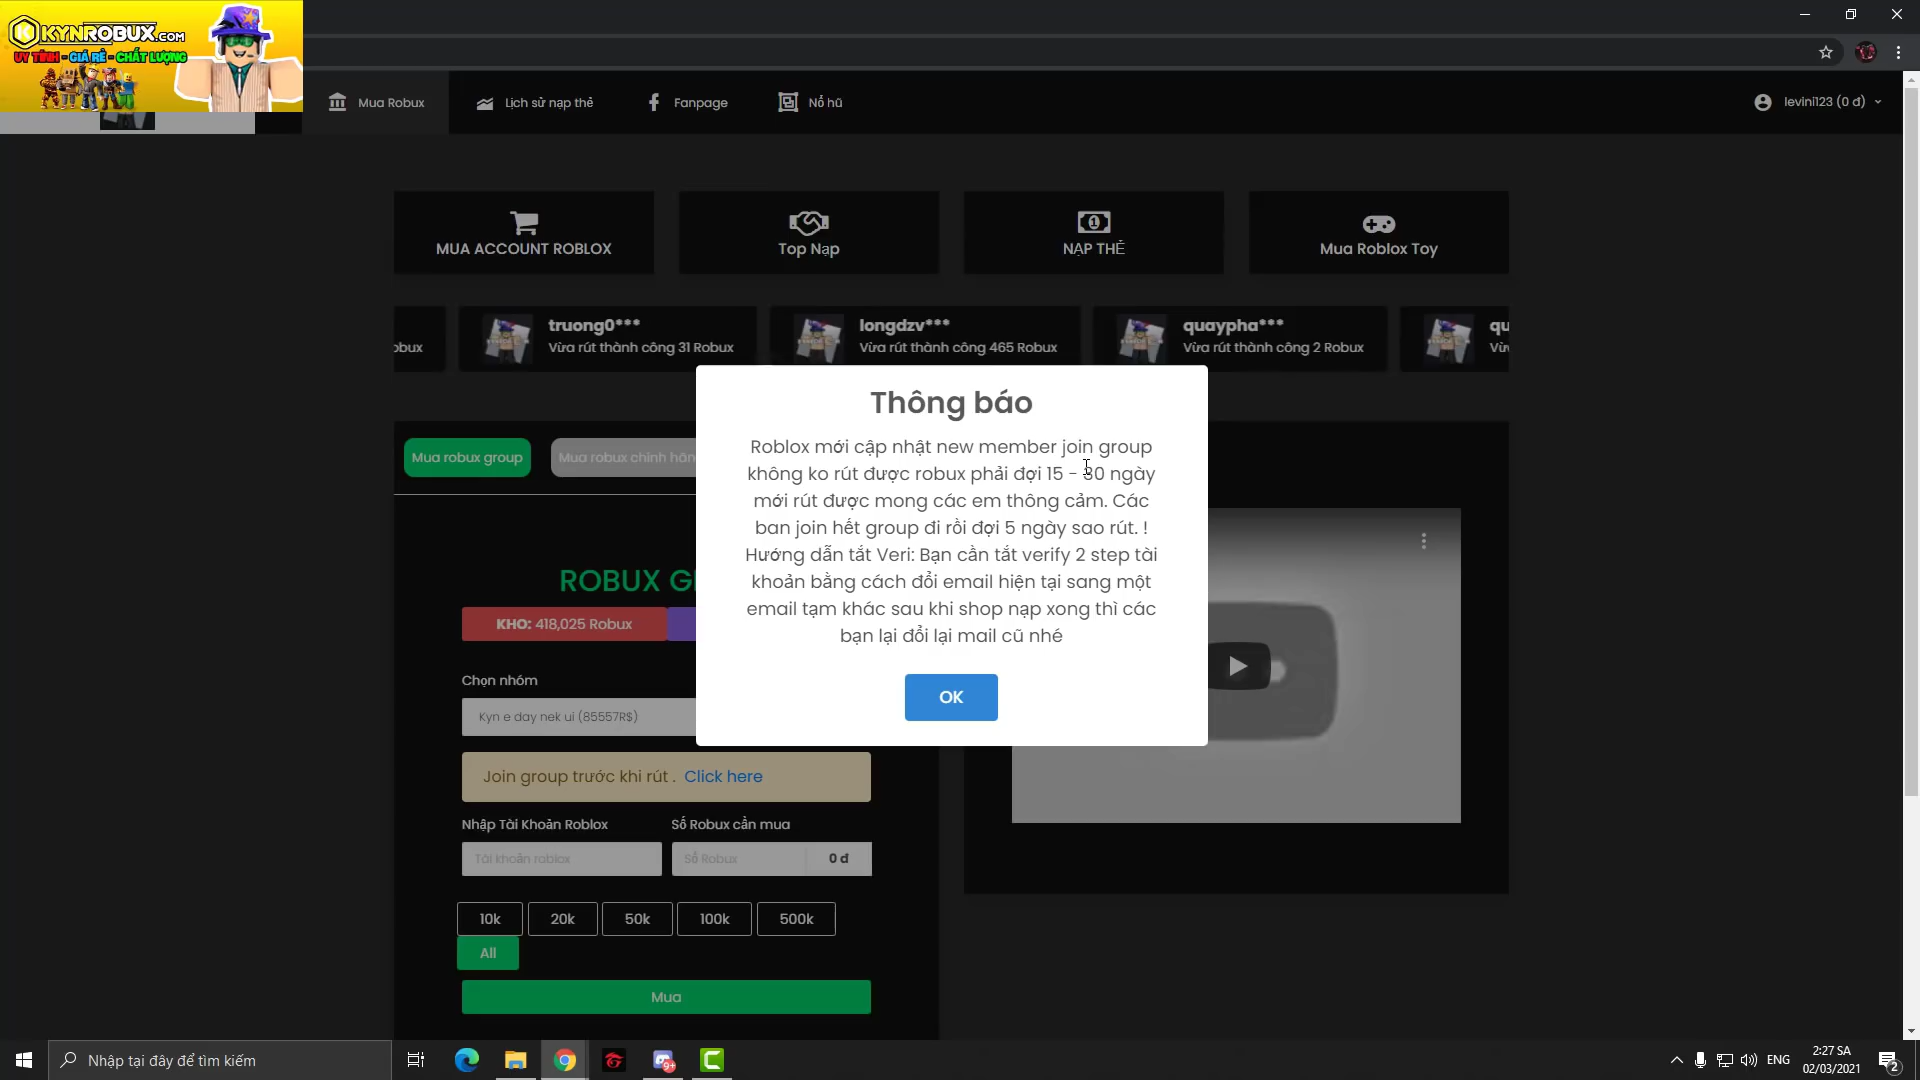 KYNROBUX.COM
UY TÍNH - GIÁ RẺ - CHẤT LƯỢNG
Mua Robux
Lịch sử nạp thẻ
Fanpage
Nổ hũ
levini123 (0 đ)
MUA ACCOUNT ROBLOX
Top Nạp
NẠP THẺ
Mua Roblox Toy
obux
truong0***
Vừa rút thành công 31 Robux
longdzv***
Vừa rút thành công 465 Robux
quaypha***
Vừa rút thành công 2 Robux
qu
Vừ
Thông báo
Roblox mới cập nhật new member join group
không ko rút được robux phải đợi 15 - 30 ngày
mới rút được mong các em thông cảm. Các
ban join hết group đi rồi đợi 5 ngày sao rút. !
Hướng dẫn tắt Veri: Bạn cần tắt verify 2 step tài
khoản bằng cách đổi email hiện tại sang một
email tạm khác sau khi shop nạp xong thì các
bạn lại đổi lại mail cũ nhé
OK
Mua robux group
Mua robux chính hãn
ROBUX G
KHO: 418,025 Robux
Chọn nhóm
Kyn e day nek ui (85557R$)
Join group trước khi rút . Click here
Nhập Tài Khoản Roblox
Số Robux cần mua
Tài khoản roblox
Số Robux
0 đ
10k
20k
50k
100k
500k
All
Mua
Nhập tại đây để tìm kiếm
9+
ENG
2:27 SA
02/03/2021
2